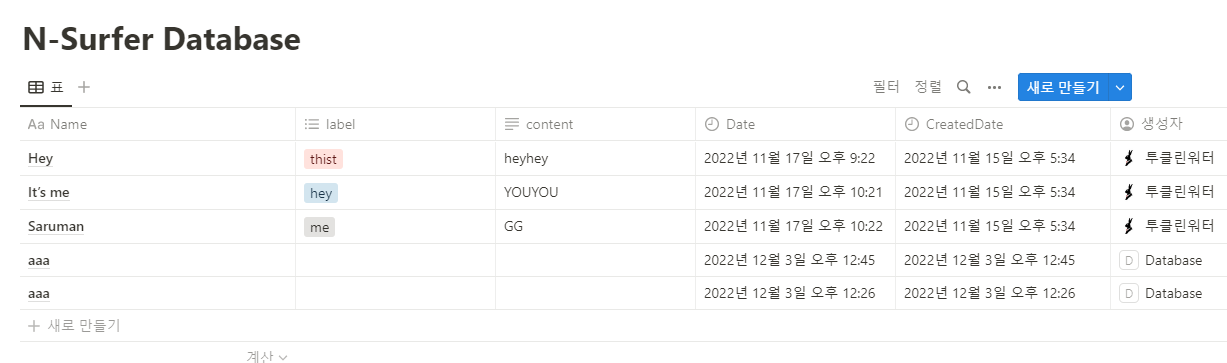 N-Surfer Database
표
필터 정렬 새로 만들기
Aa Name label content Date CreatedDate 생성자
Hey thist heyhey 2022년 11월 17일 오후 9:22 2022년 11월 15일 오후 5:34 투클린워터
It's me hey YOUYOU 2022년 11월 17일 오후 10:21 2022년 11월 15일 오후 5:34 투클린워터
Saruman me GG 2022년 11월 17일 오후 10:22 2022년 11월 15일 오후 5:34 투클린워터
aaa 2022년 12월 3일 오후 12:45 2022년 12월 3일 오후 12:45 D Database
aaa 2022년 12월 3일 오후 12:26 2022년 12월 3일 오후 12:26 D Database
새로 만들기
계산